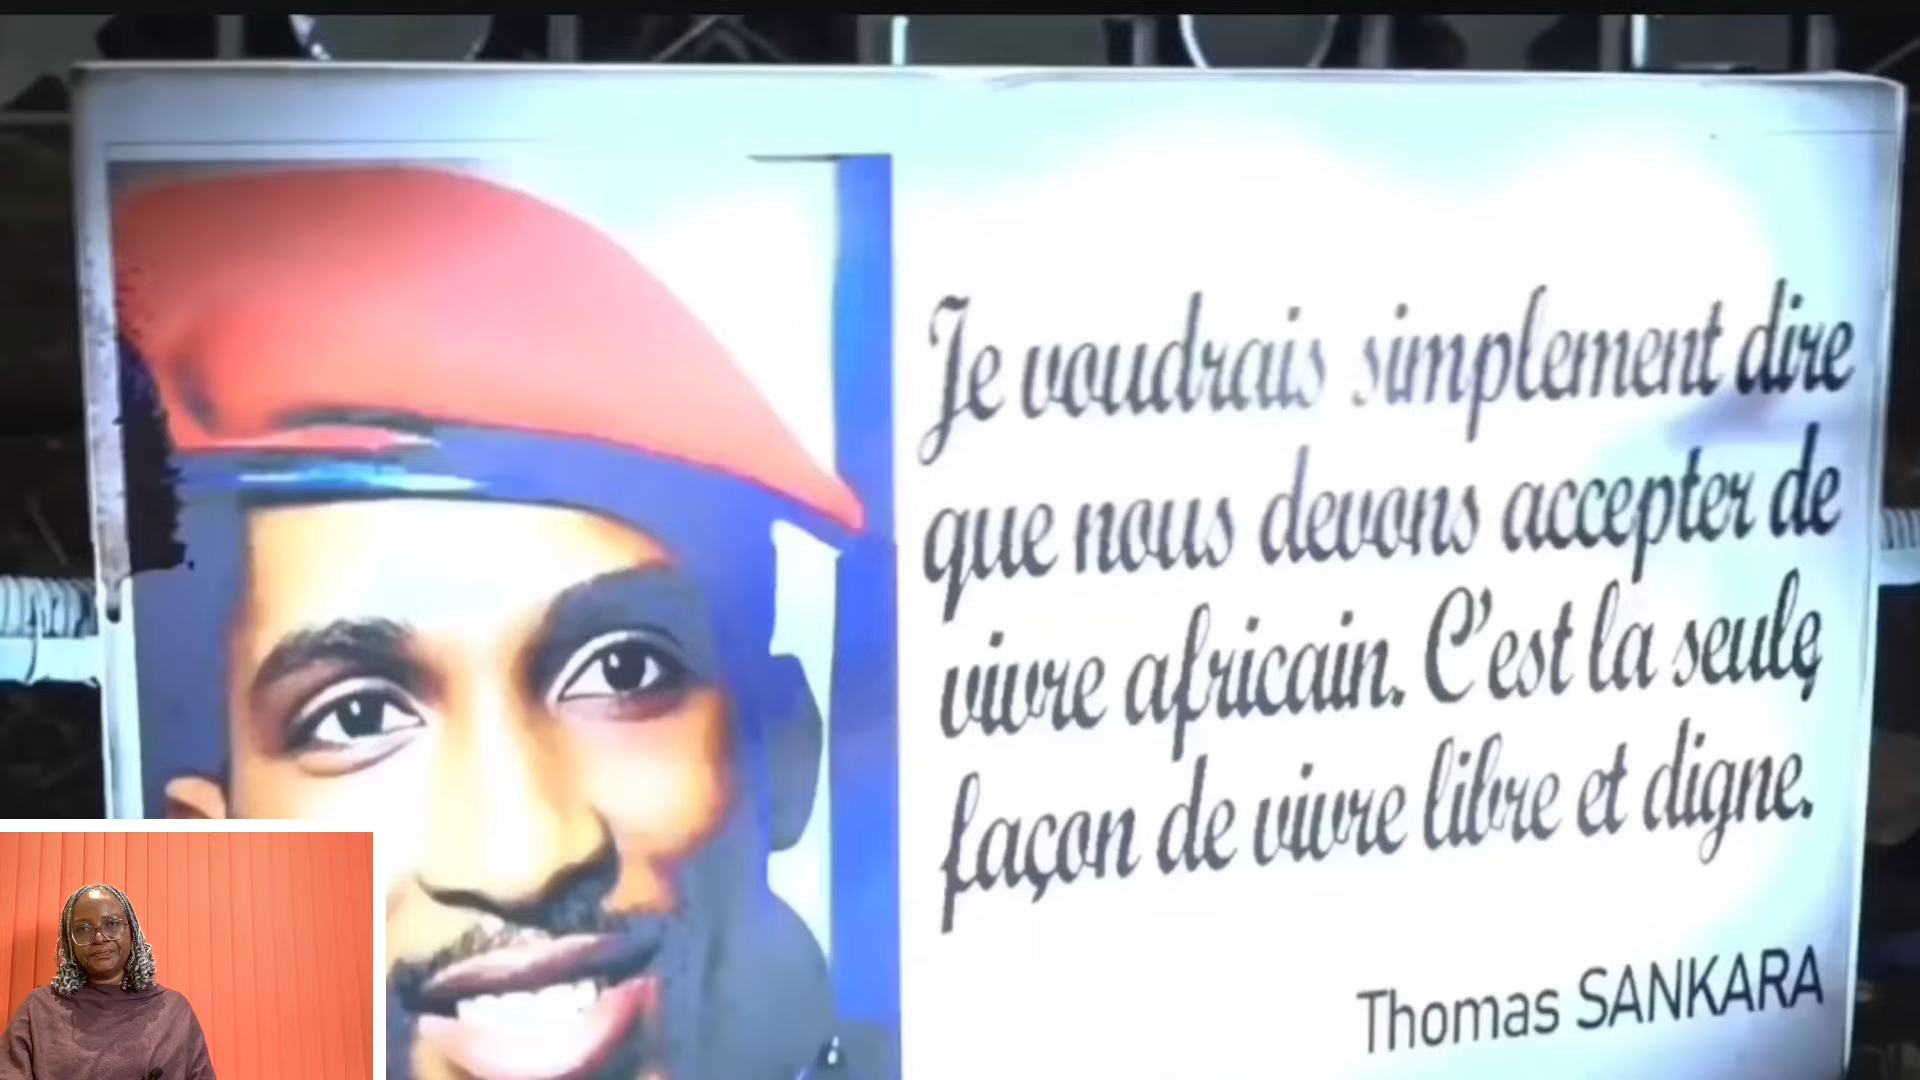 Je voudrais simplement dire
que nous devons accepter de
vivre africain. C'est la seule
façon de vivre libre et digne.
Thomas SANKARA